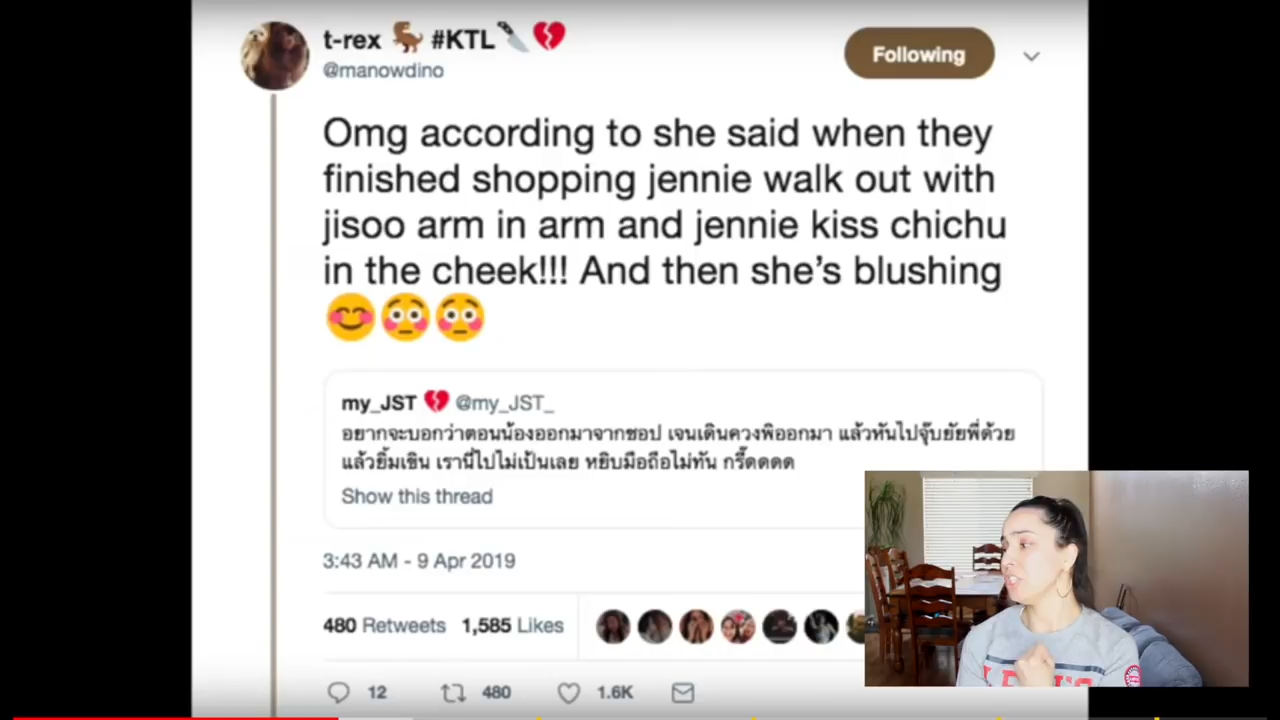 t-rex 🦖 #KTL🔪💔
@manowdino
Following
Omg according to she said when they
finished shopping jennie walk out with
jisoo arm in arm and jennie kiss chichu
in the cheek!!! And then she's blushing
😊😳😳
my_JST 💔 @my_JST_
อยากจะบอกว่าตอนน้องออกมาจากชอป เจนเดินควงพิออกมา แล้วหันไปจุ๊บยัยพี่ด้วย
แล้วยิ้มเขิน เรานี่ไปไม่เป็นเลย หยิบมือถือไม่ทัน กรี๊ดดดด
Show this thread
3:43 AM - 9 Apr 2019
480 Retweets 1,585 Likes
12 480 1.6K